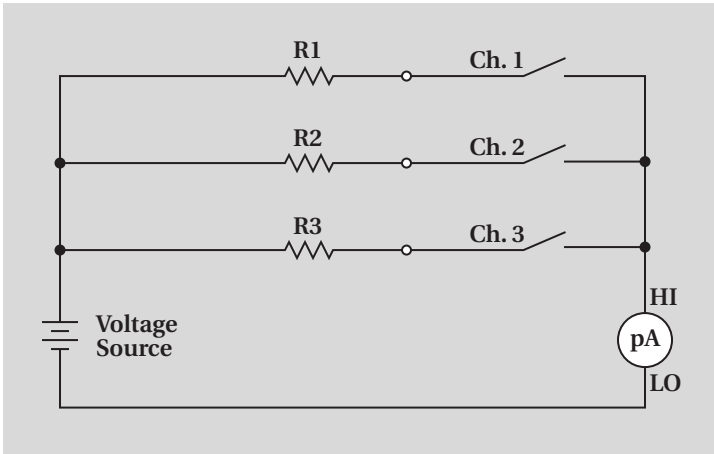 R1
Ch. 1
R2
Ch. 2
R3
Ch. 3
HI
Voltage
Source
pA
LO